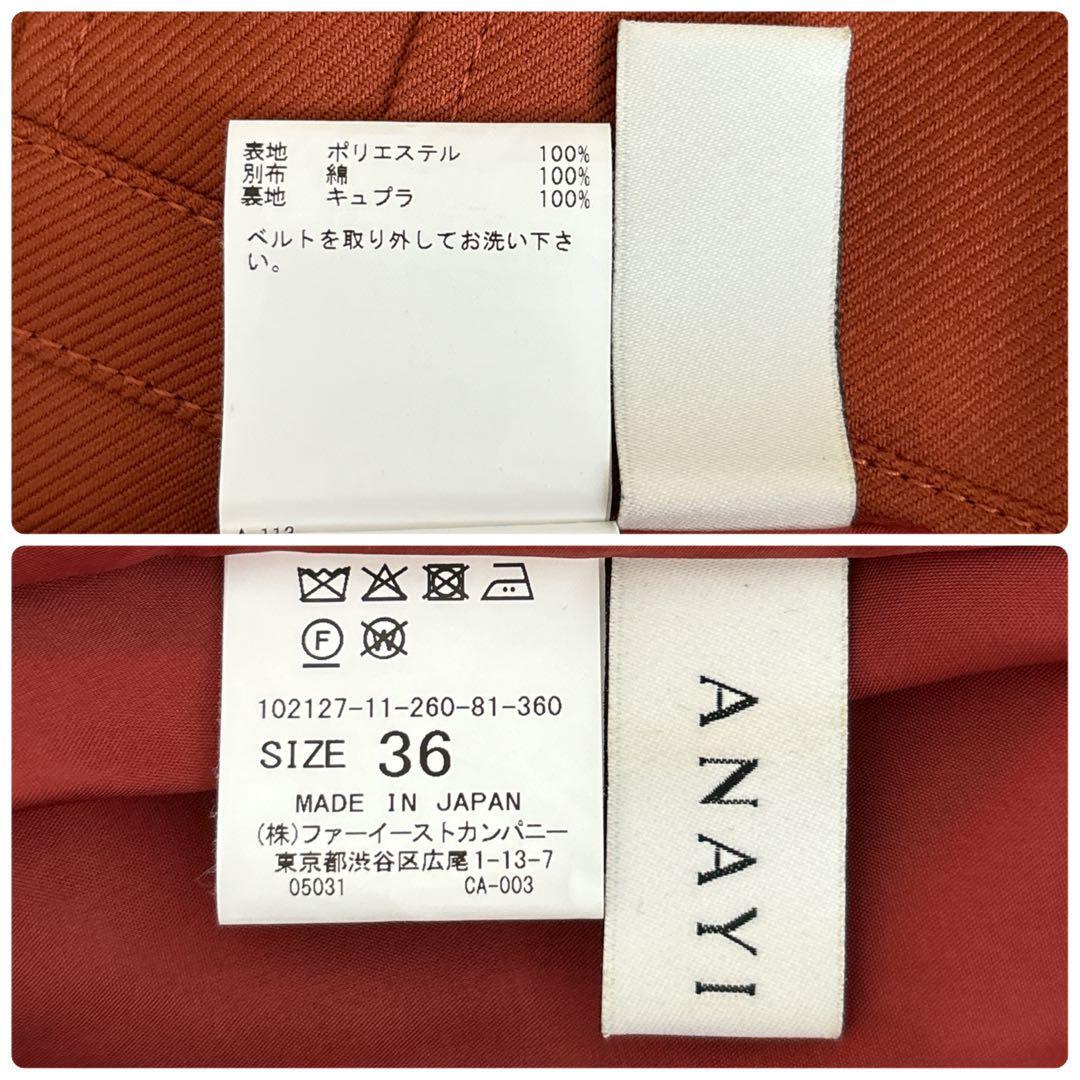 表地 ポリエステル 100%
別布 綿 100%
裏地 キュプラ 100%
ベルトを取り外してお洗い下さ
い。
F W
102127-11-260-81-360
SIZE 36
MADE IN JAPAN
(株)ファーイーストカンパニー
東京都渋谷区広尾1-13-7
05031 CA-003
ANAYI